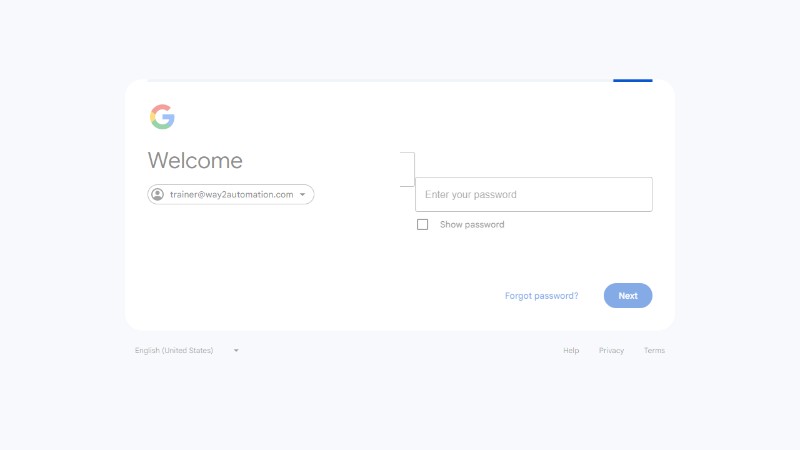 Welcome
trainer@way2automation.com
Enter your password
Show password
Forgot password?
Next
English (United States)
Help
Privacy
Terms